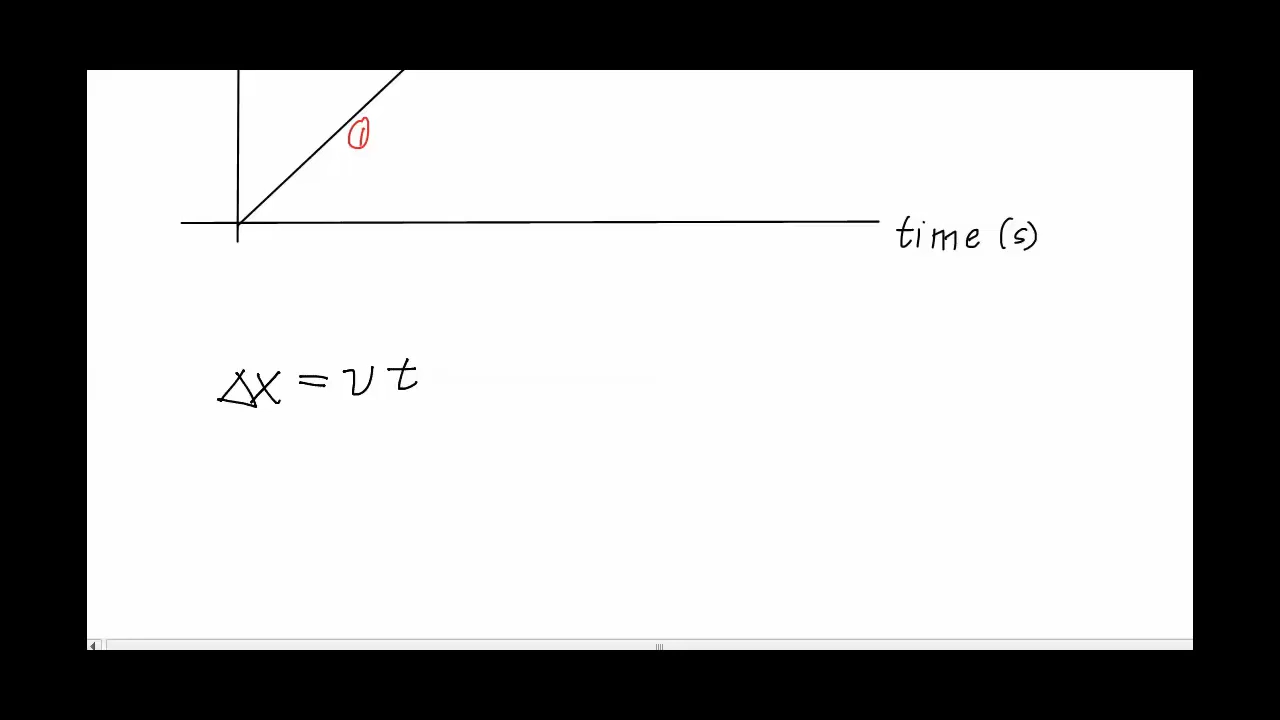 ①
time (s)
Δx = v t